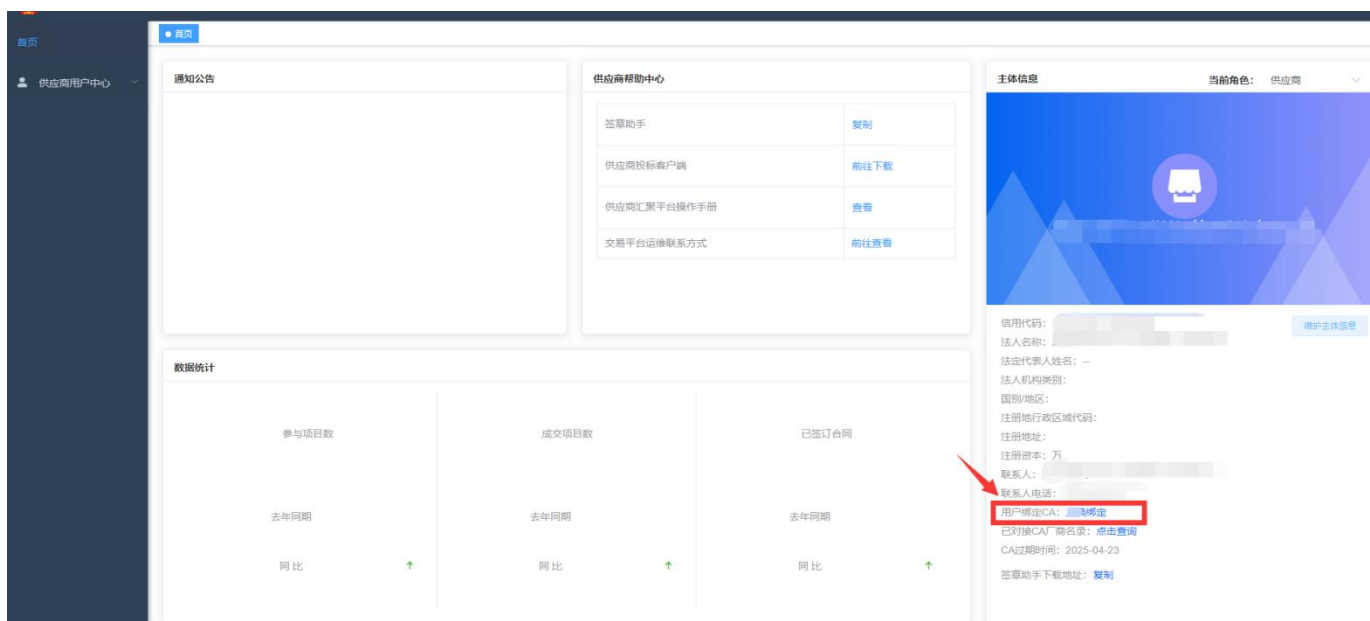 首页
首页
供应商用户中心
通知公告
供应商帮助中心
签章助手 复制
供应商投标客户端 前往下载
供应商汇聚平台操作手册 查看
交易平台运维联系方式 前往查看
主体信息 当前角色： 供应商
信用代码：
维护主体信息
法人名称：
法定代表人姓名： --
法人机构类别：
国别/地区：
注册地行政区域代码：
注册地址：
注册资本： 万
联系人：
联系人电话：
用户绑定CA： 绑定
已对接CA厂商名录： 点击查询
CA过期时间： 2025-04-23
签章助手下载地址： 复制
数据统计
参与项目数 成交项目数 已签订合同
去年同期 去年同期 去年同期
同比 ↑ 同比 ↑ 同比 ↑